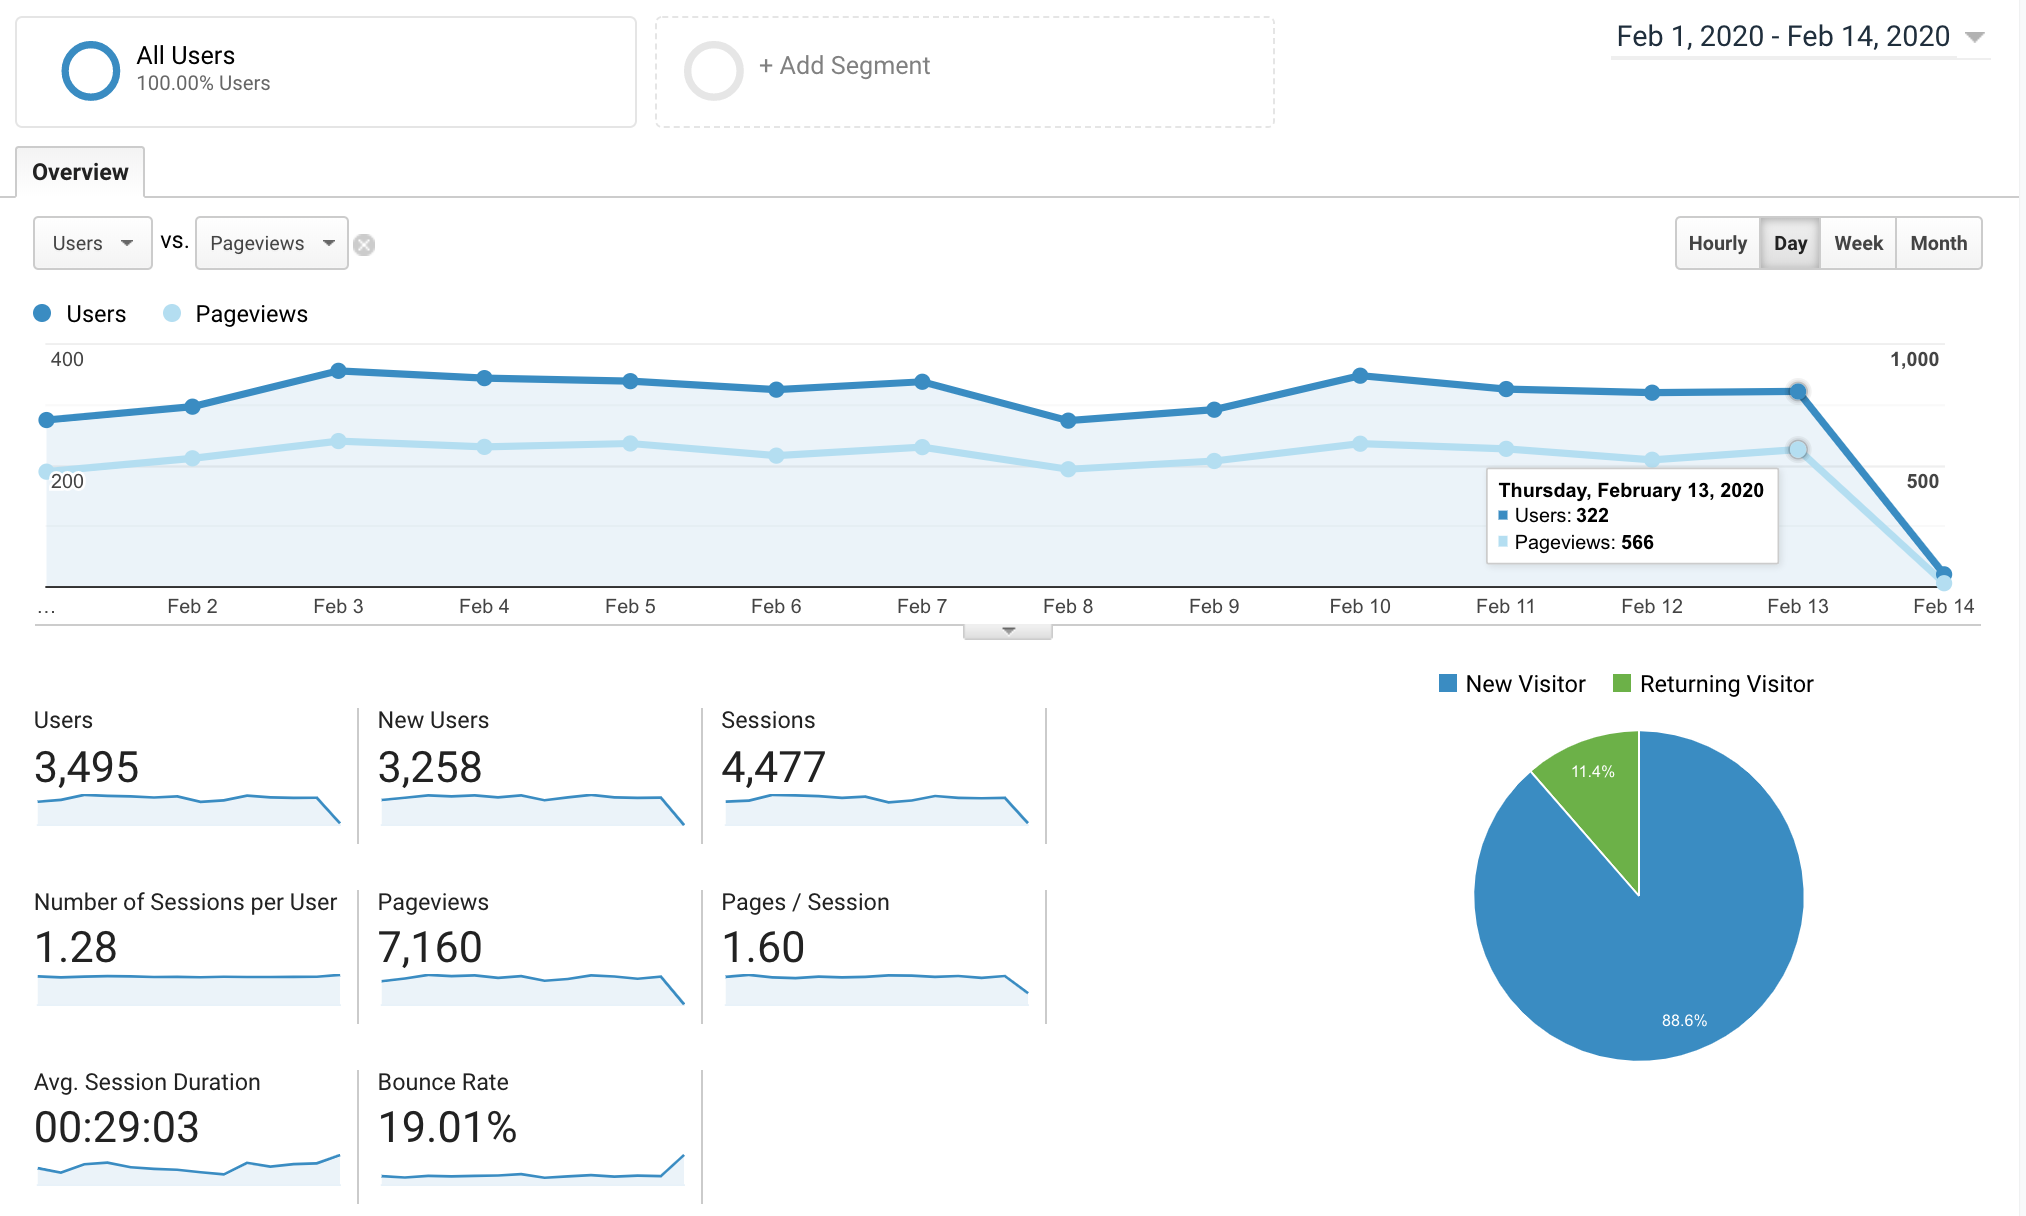 All Users
100.00% Users
+ Add Segment
Feb 1, 2020 - Feb 14, 2020
Overview
Users
vs.
Pageviews
Hourly
Day
Week
Month
Users
Pageviews
400
1,000
200
500
Thursday, February 13, 2020
Users: 322
Pageviews: 566
...
Feb 2
Feb 3
Feb 4
Feb 5
Feb 6
Feb 7
Feb 8
Feb 9
Feb 10
Feb 11
Feb 12
Feb 13
Feb 14
New Visitor
Returning Visitor
Users
3,495
New Users
3,258
Sessions
4,477
Number of Sessions per User
1.28
Pageviews
7,160
Pages / Session
1.60
Avg. Session Duration
00:29:03
Bounce Rate
19.01%
11.4%
88.6%